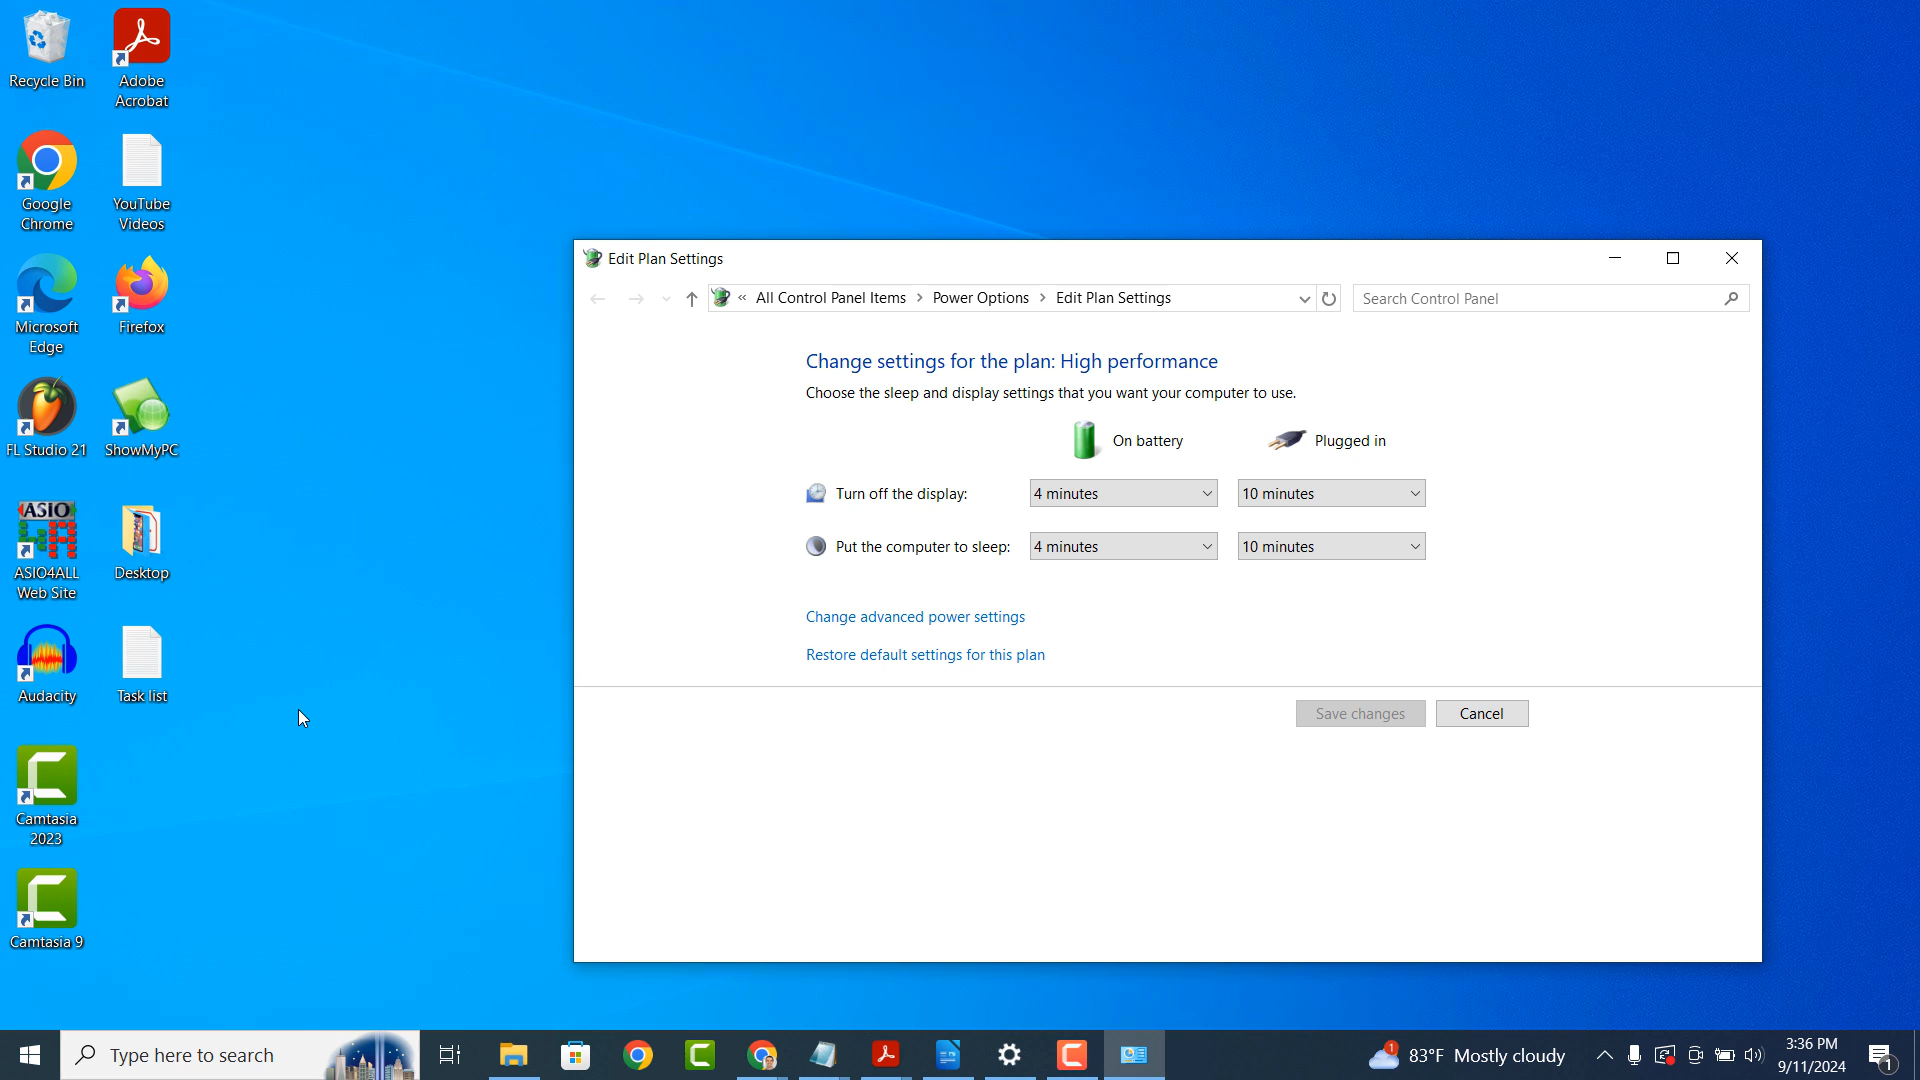 Recycle Bin
Adobe
Acrobat
Google
Chrome
YouTube
Videos
Microsoft
Edge
Firefox
FL Studio 21
ShowMyPC
ASIO
ASIO4ALL
Web Site
Desktop
Audacity
Task list
Camtasia
2023
Camtasia 9
Edit Plan Settings
« All Control Panel Items > Power Options > Edit Plan Settings
Search Control Panel
Change settings for the plan: High performance
Choose the sleep and display settings that you want your computer to use.
On battery
Plugged in
Turn off the display:
4 minutes
10 minutes
Put the computer to sleep:
4 minutes
10 minutes
Change advanced power settings
Restore default settings for this plan
Save changes
Cancel
Type here to search
1
83°F Mostly cloudy
3:36 PM
9/11/2024
1